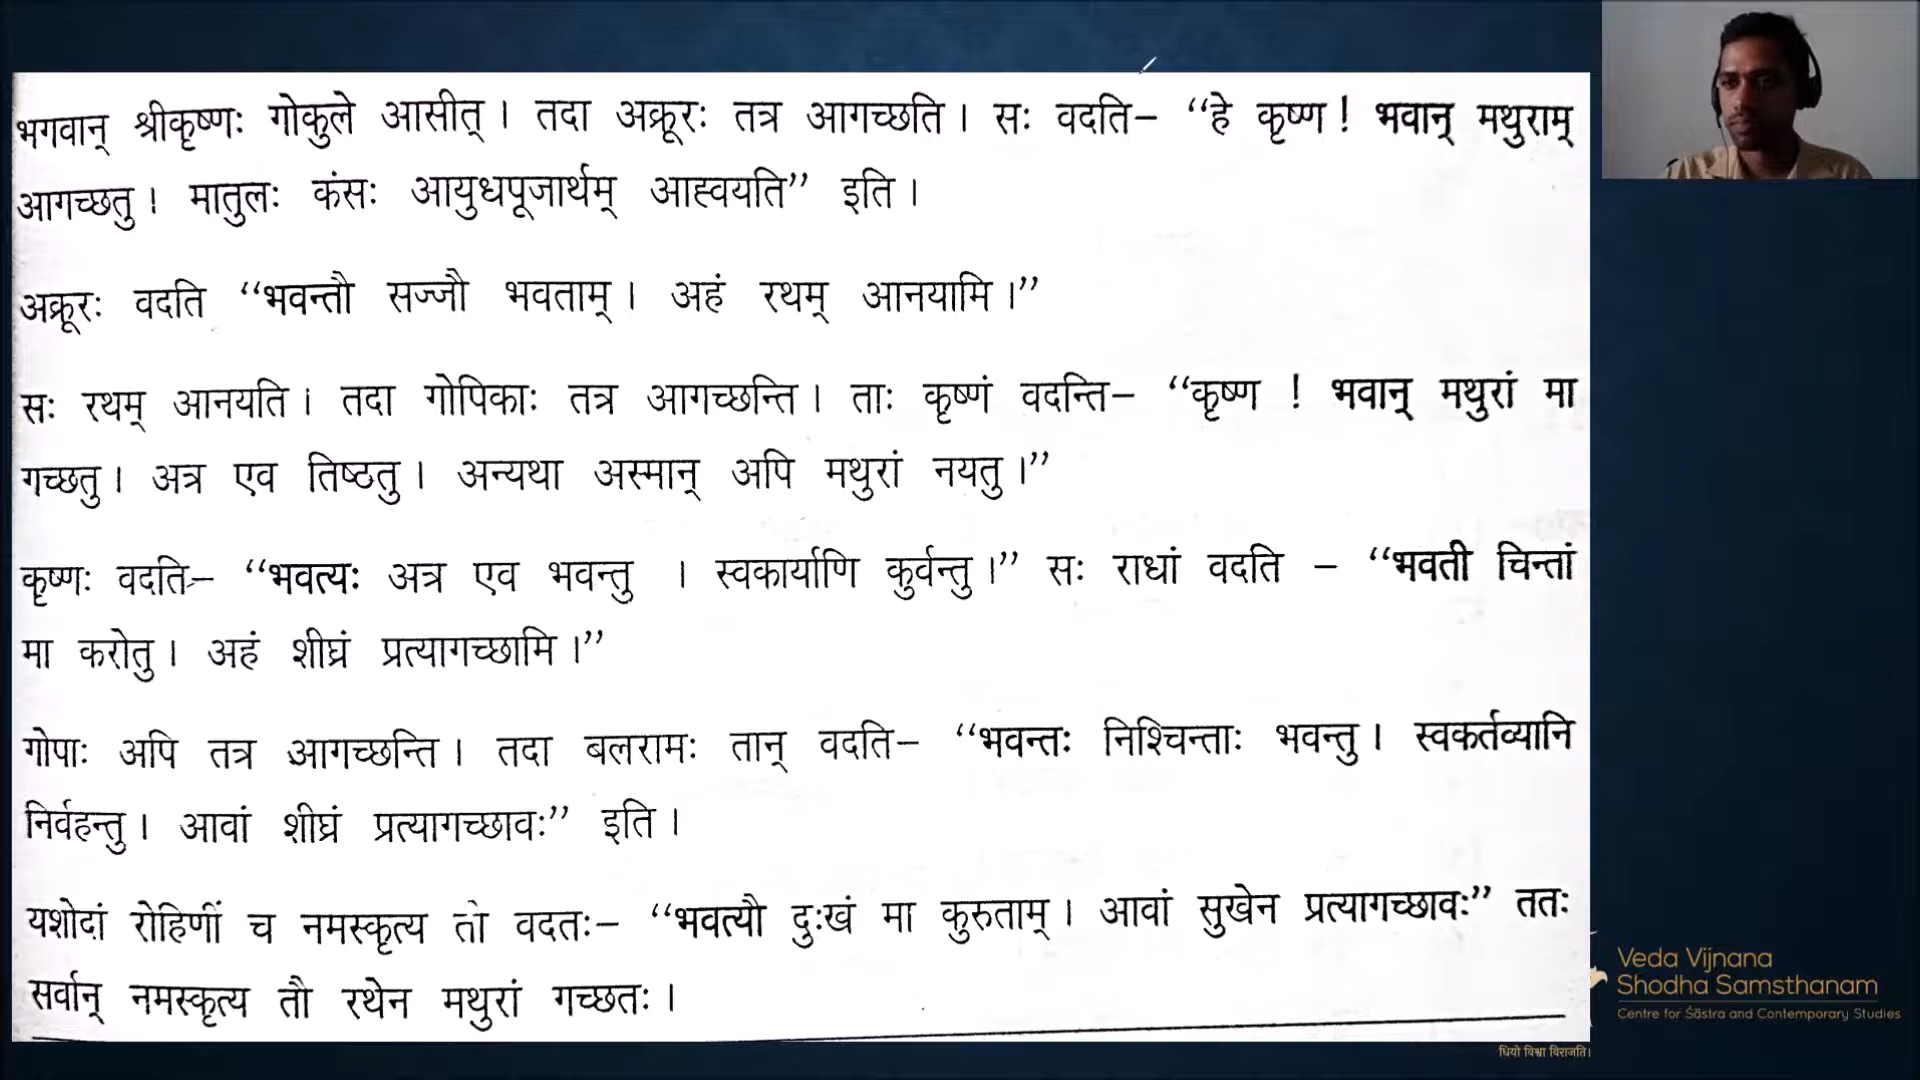 भगवान् श्रीकृष्णः गोकुले आसीत् । तदा अक्रूरः तत्र आगच्छति । सः वदति– “हे कृष्ण ! भवान् मथुराम्
आगच्छतु । मातुलः कंसः आयुधपूजार्थम् आह्वयति” इति ।
अक्रूरः वदति “भवन्तौ सज्जौ भवताम् । अहं रथम् आनयामि ।”
सः रथम् आनयति । तदा गोपिकाः तत्र आगच्छन्ति । ताः कृष्णं वदन्ति– “कृष्ण ! भवान् मथुरां मा
गच्छतु । अत्र एव तिष्ठतु । अन्यथा अस्मान् अपि मथुरां नयतु ।”
कृष्णः वदति– “भवत्यः अत्र एव भवन्तु । स्वकार्याणि कुर्वन्तु ।” सः राधां वदति – “भवती चिन्तां
मा करोतु । अहं शीघ्रं प्रत्यागच्छामि ।”
गोपाः अपि तत्र आगच्छन्ति । तदा बलरामः तान् वदति– “भवन्तः निश्चिन्ताः भवन्तु । स्वकर्तव्यानि
निर्वहन्तु । आवां शीघ्रं प्रत्यागच्छावः” इति ।
यशोदां रोहिणीं च नमस्कृत्य तो वदतः– “भवत्यौ दुःखं मा कुरुताम् । आवां सुखेन प्रत्यागच्छावः” ततः
सर्वान् नमस्कृत्य तौ रथेन मथुरां गच्छतः ।
Veda Vijnana
Shodha Samsthanam
Centre for Śāstra and Contemporary Studies
धियो विश्वा विराजति।